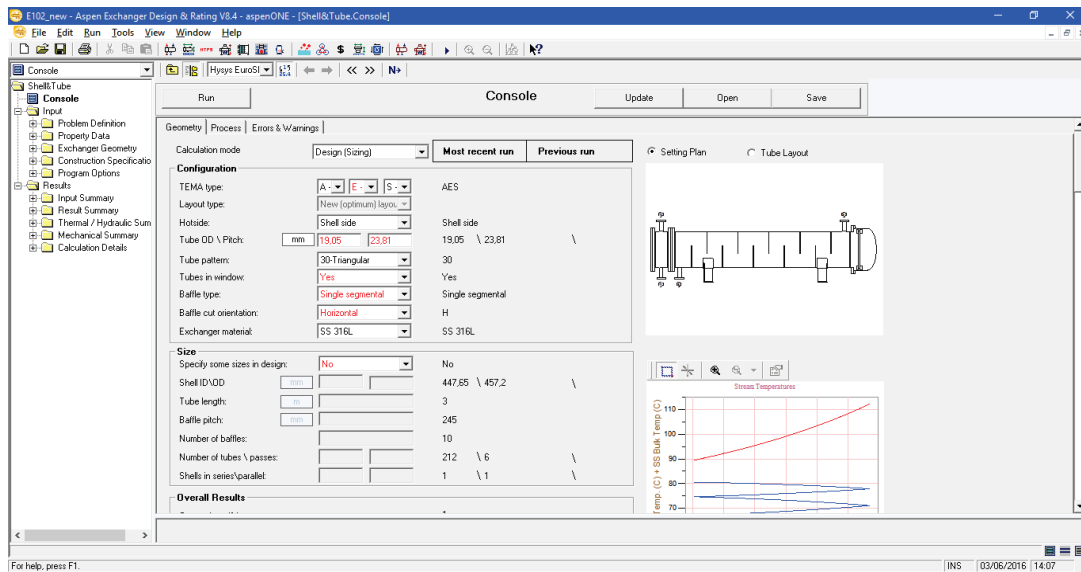 E102_new - Aspen Exchanger Design & Rating V8.4 - aspenONE - [Shell&Tube.Console]
File Edit Run Tools View Window Help
Console
Hysys EuroSI
N→
Shell&Tube
Console
Input
Problem Definition
Property Data
Exchanger Geometry
Construction Specificatio
Program Options
Results
Input Summary
Result Summary
Thermal / Hydraulic Sum
Mechanical Summary
Calculation Details
Run Console Update Open Save
Geometry Process Errors & Warnings
Calculation mode Design (Sizing) Most recent run Previous run Setting Plan Tube Layout
Configuration
TEMA type: A - E - S - AES
Layout type: New (optimum) layou
Hotside: Shell side Shell side
Tube OD \ Pitch: mm 19,05 23,81 19,05 \ 23,81 \
Tube pattern: 30-Triangular 30
Tubes in window: Yes Yes
Baffle type: Single segmental Single segmental
Baffle cut orientation: Horizontal H
Exchanger material: SS 316L SS 316L
Size
Specify some sizes in design: No No
Shell ID\OD mm 447,65 \ 457,2 \
Tube length: m 3
Baffle pitch: mm 245
Number of baffles: 10
Number of tubes \ passes: 212 \ 6 \
Shells in series\parallel: 1 \ 1 \
Overall Results
Stream Temperatures
Temp. (C) + SS Bulk Temp (C)
110
100
90
80
70
For help, press F1. INS 03/06/2016 14:07